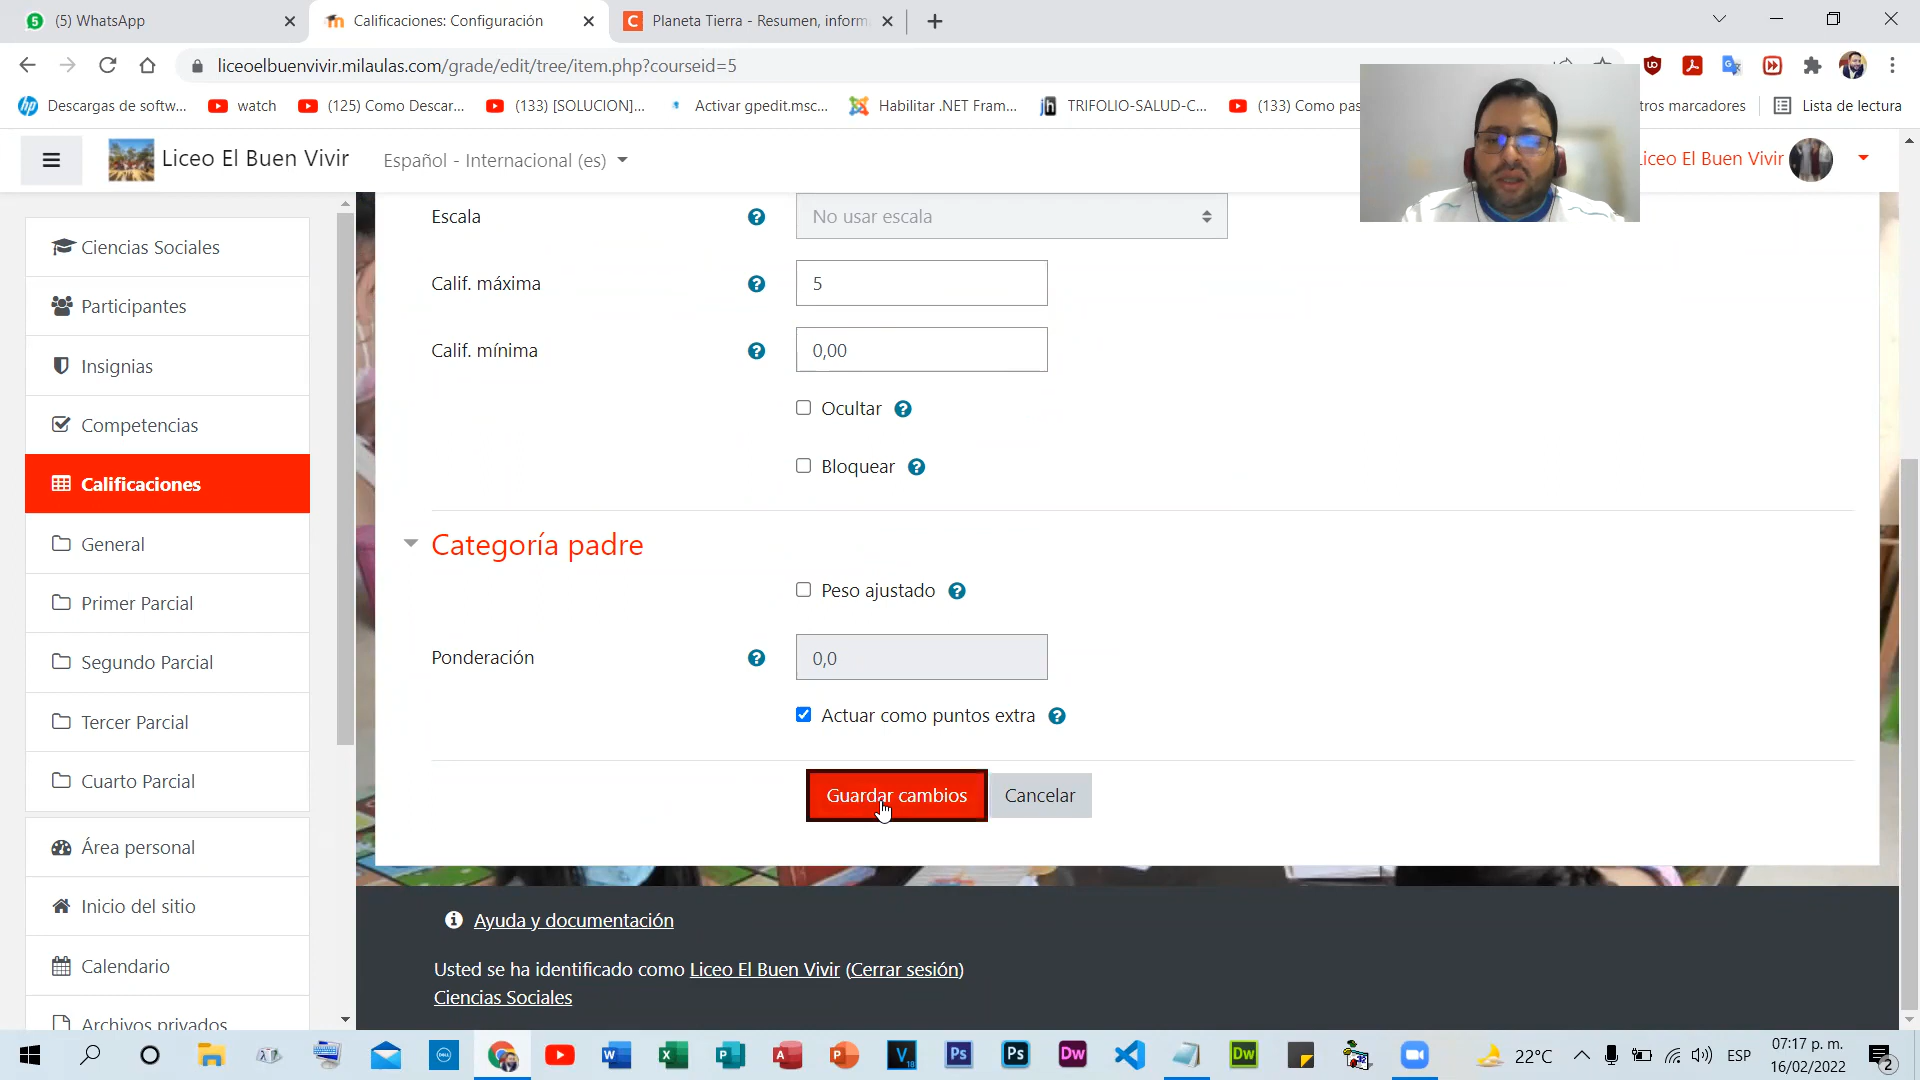 (5) WhatsApp
Calificaciones: Configuración
Planeta Tierra - Resumen, inform
liceoelbuenvivir.milaulas.com/grade/edit/tree/item.php?courseid=5
Descargas de softw...
watch
(125) Como Descar...
(133) [SOLUCION]...
Activar gpedit.msc...
Habilitar .NET Fram...
TRIFOLIO-SALUD-C...
(133) Como pas
tros marcadores
Lista de lectura
Liceo El Buen Vivir
Español - Internacional (es)
iceo El Buen Vivir
Ciencias Sociales
Participantes
Insignias
Competencias
Calificaciones
General
Primer Parcial
Segundo Parcial
Tercer Parcial
Cuarto Parcial
Área personal
Inicio del sitio
Calendario
Archivos privados
Escala
No usar escala
Calif. máxima
5
Calif. mínima
0,00
Ocultar
Bloquear
Categoría padre
Peso ajustado
Ponderación
0,0
Actuar como puntos extra
Guardar cambios
Cancelar
Ayuda y documentación
Usted se ha identificado como Liceo El Buen Vivir (Cerrar sesión)
Ciencias Sociales
22°C
ESP
07:17 p. m.
16/02/2022
2